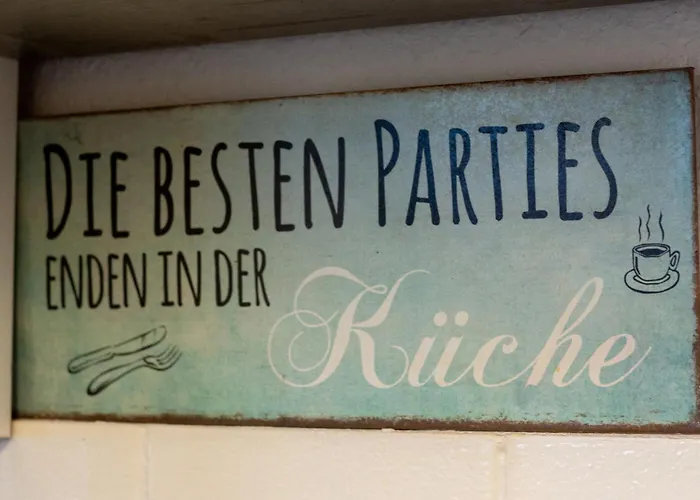 Die besten Parties
enden in der
Küche